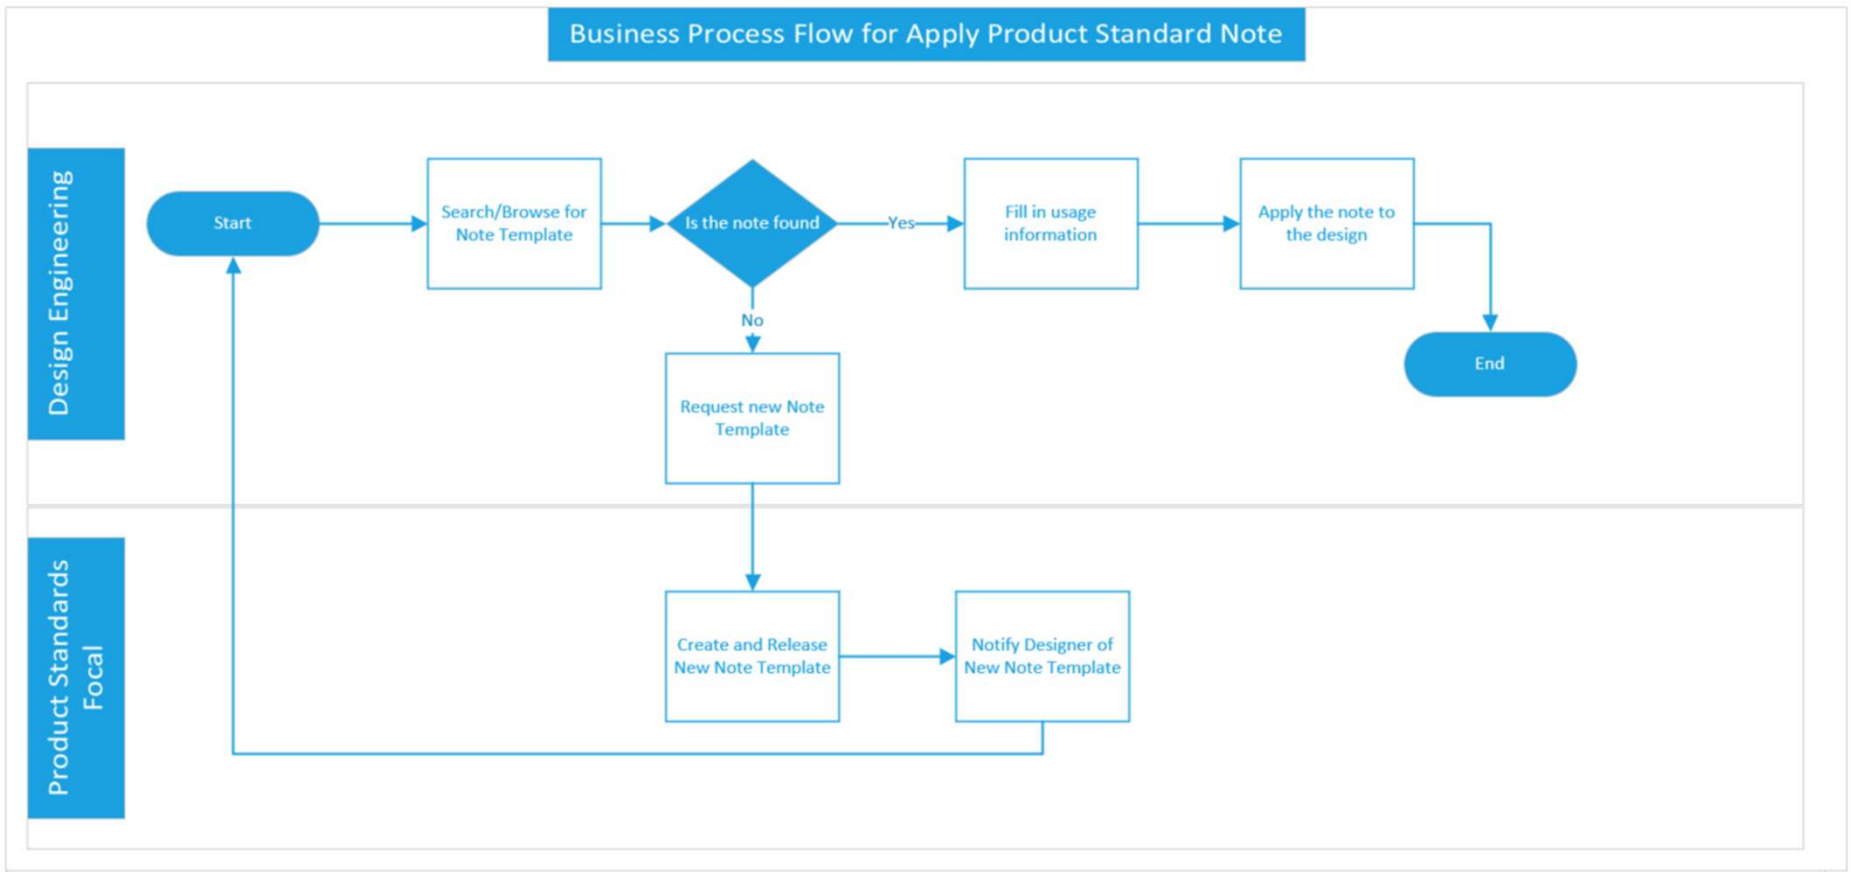 Business Process Flow for Apply Product Standard Note
Design Engineering
Start
Search/Browse for
Note Template
Is the note found
Yes
Fill in usage
information
Apply the note to
the design
No
End
Request new Note
Template
Product Standards
Focal
Create and Release
New Note Template
Notify Designer of
New Note Template